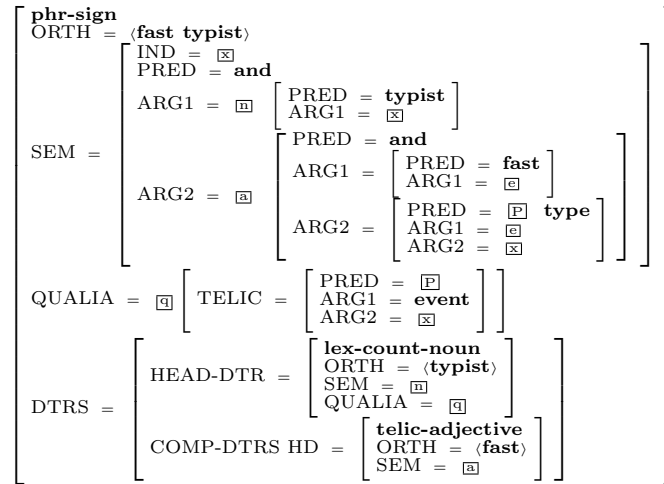 phr-sign
ORTH = ⟨fast typist⟩
IND = x
PRED = and
ARG1 = n [ PRED = typist
ARG1 = x ]
SEM =
PRED = and
ARG1 = [ PRED = fast
ARG1 = e ]
ARG2 = a
ARG2 = [ PRED = P type
ARG1 = e
ARG2 = x ]
QUALIA = q [ TELIC = [ PRED = P
ARG1 = event
ARG2 = x ] ]
DTRS =
HEAD-DTR = [ lex-count-noun
ORTH = ⟨typist⟩
SEM = n
QUALIA = q ]
COMP-DTRS HD = [ telic-adjective
ORTH = ⟨fast⟩
SEM = a ]